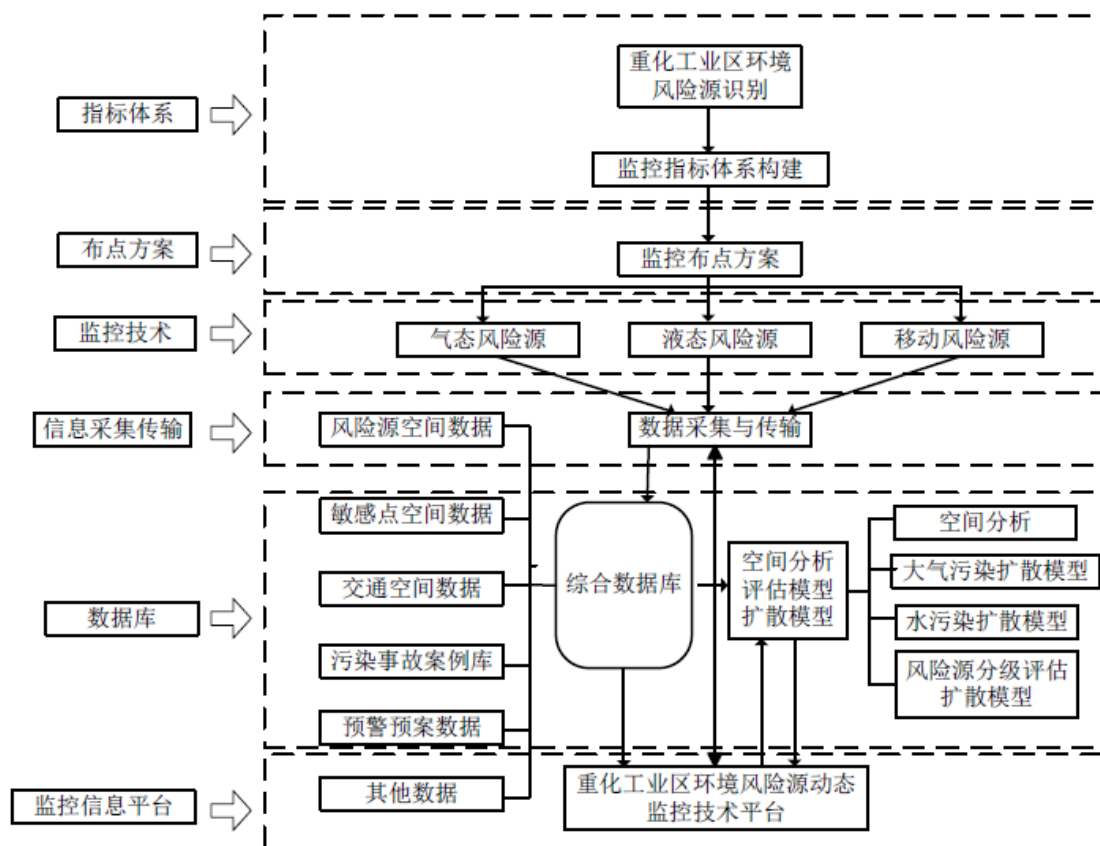 重化工业区环境
风险源识别
指标体系
监控指标体系构建
布点方案
监控布点方案
监控技术
气态风险源
液态风险源
移动风险源
信息采集传输
风险源空间数据
数据采集与传输
敏感点空间数据
空间分析
交通空间数据
综合数据库
空间分析
评估模型
扩散模型
大气污染扩散模型
数据库
水污染扩散模型
污染事故案例库
风险源分级评估
扩散模型
预警预案数据
其他数据
重化工业区环境风险源动态
监控技术平台
监控信息平台